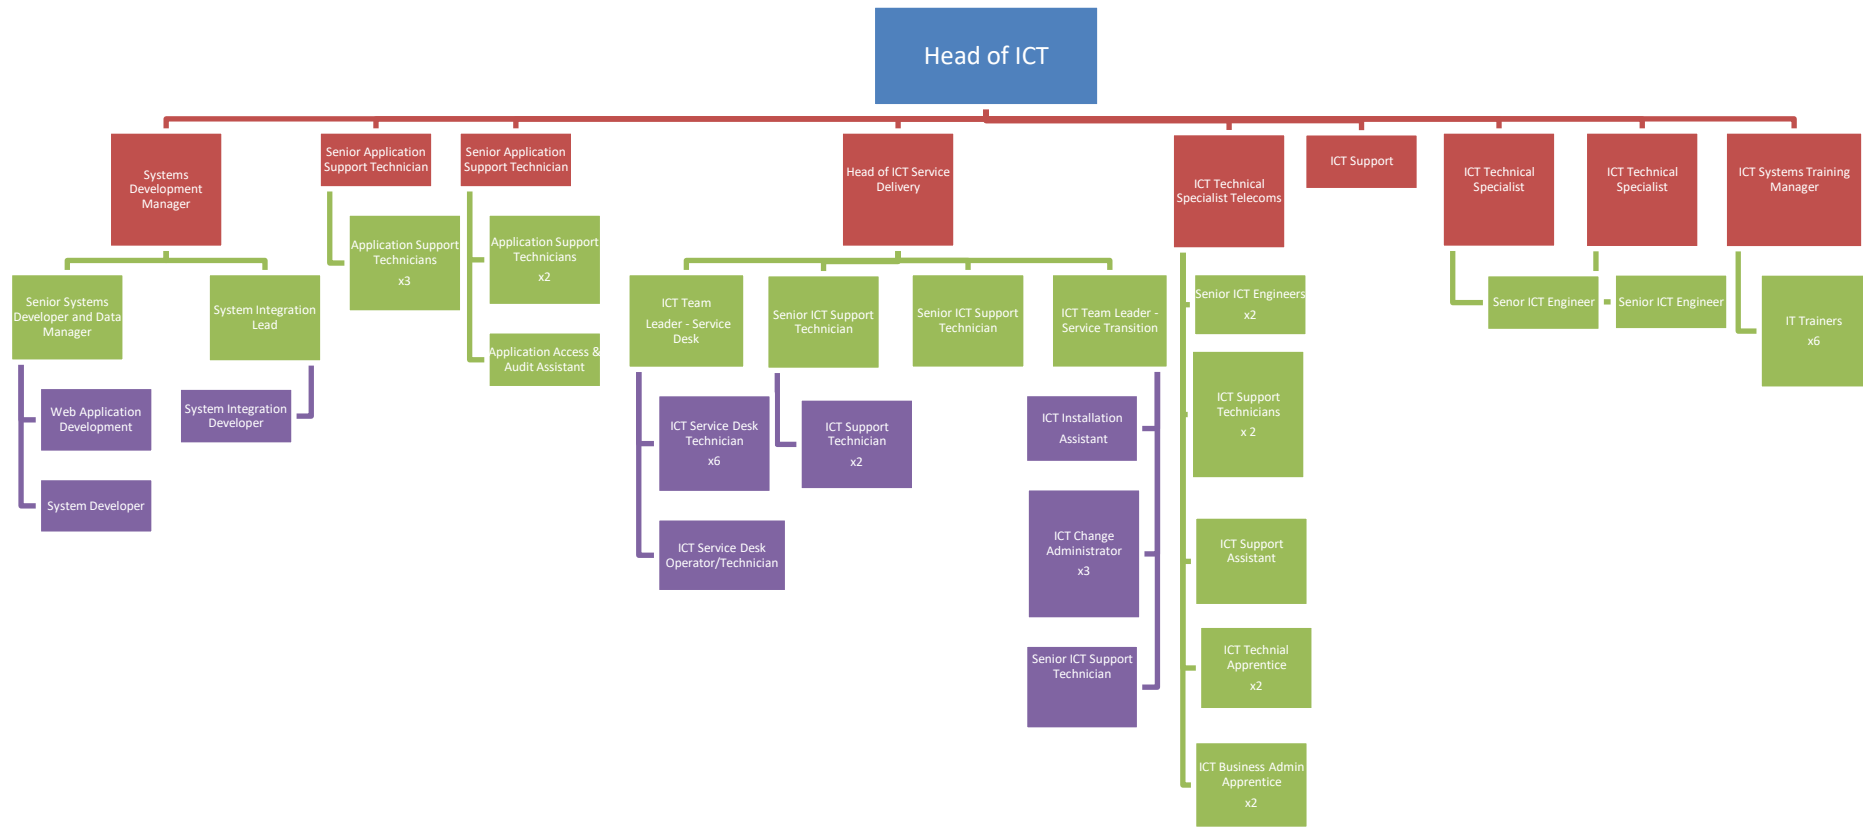 Head of ICT
Systems
Development
Manager
Senior Application
Support Technician
Senior Application
Support Technician
Head of ICT Service
Delivery
ICT Technical
Specialist Telecoms
ICT Support
ICT Technical
Specialist
ICT Technical
Specialist
ICT Systems Training
Manager
Senior Systems
Developer and Data
Manager
System Integration
Lead
Application Support
Technicians
x3
Application Support
Technicians
x2
Application Access &
Audit Assistant
ICT Team
Leader - Service
Desk
Senior ICT Support
Technician
Senior ICT Support
Technician
ICT Team Leader -
Service Transition
Senior ICT Engineers
x2
Senor ICT Engineer
Senior ICT Engineer
IT Trainers
x6
Web Application
Development
System Developer
System Integration
Developer
ICT Service Desk
Technician
x6
ICT Service Desk
Operator/Technician
ICT Support
Technician
x2
ICT Installation
Assistant
ICT Change
Administrator
x3
Senior ICT Support
Technician
ICT Support
Technicians
x 2
ICT Support
Assistant
ICT Technial
Apprentice
x2
ICT Business Admin
Apprentice
x2